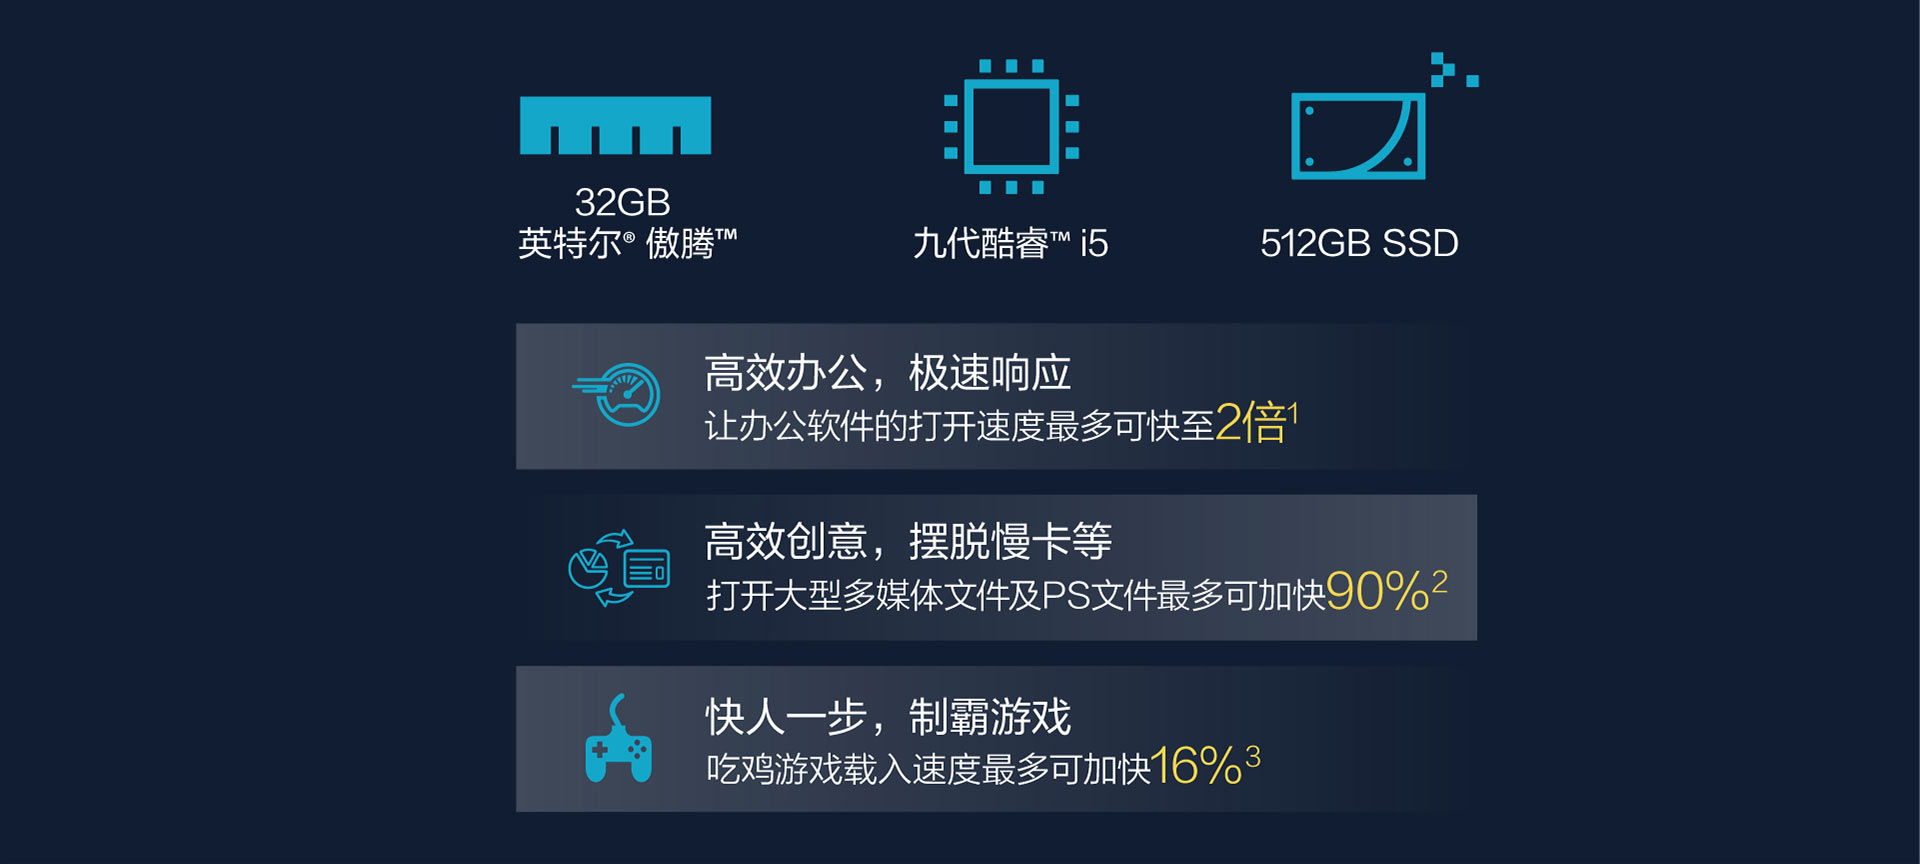 32GB
英特尔® 傲腾™
九代酷睿™ i5
512GB SSD
高效办公，极速响应
让办公软件的打开速度最多可快至2倍1
高效创意，摆脱慢卡等
打开大型多媒体文件及PS文件最多可加快90%2
快人一步，制霸游戏
吃鸡游戏载入速度最多可加快16%3